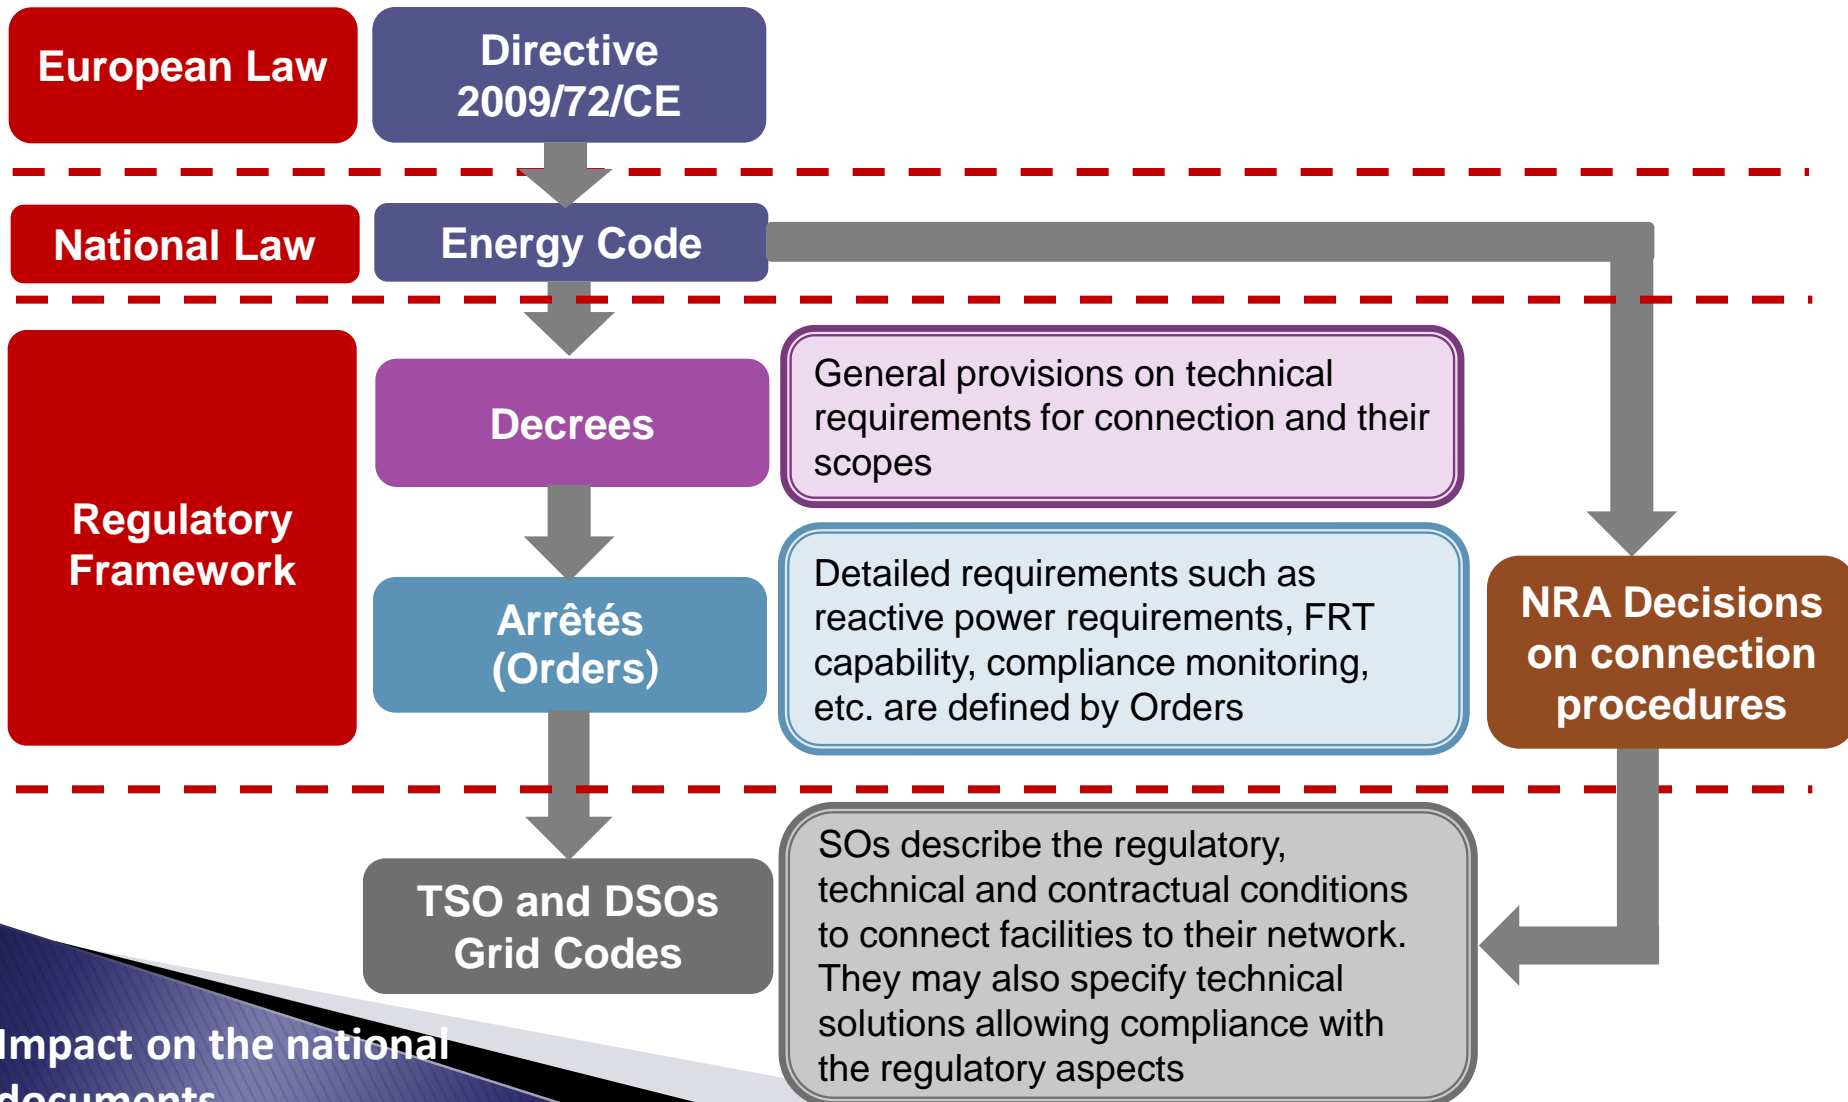 European Law
Directive
2009/72/CE
National Law
Energy Code
Regulatory
Framework
Decrees
General provisions on technical
requirements for connection and their
scopes
Arrêtés
(Orders)
Detailed requirements such as
reactive power requirements, FRT
capability, compliance monitoring,
etc. are defined by Orders
NRA Decisions
on connection
procedures
TSO and DSOs
Grid Codes
SOs describe the regulatory,
technical and contractual conditions
to connect facilities to their network.
They may also specify technical
solutions allowing compliance with
the regulatory aspects
Impact on the national
documents